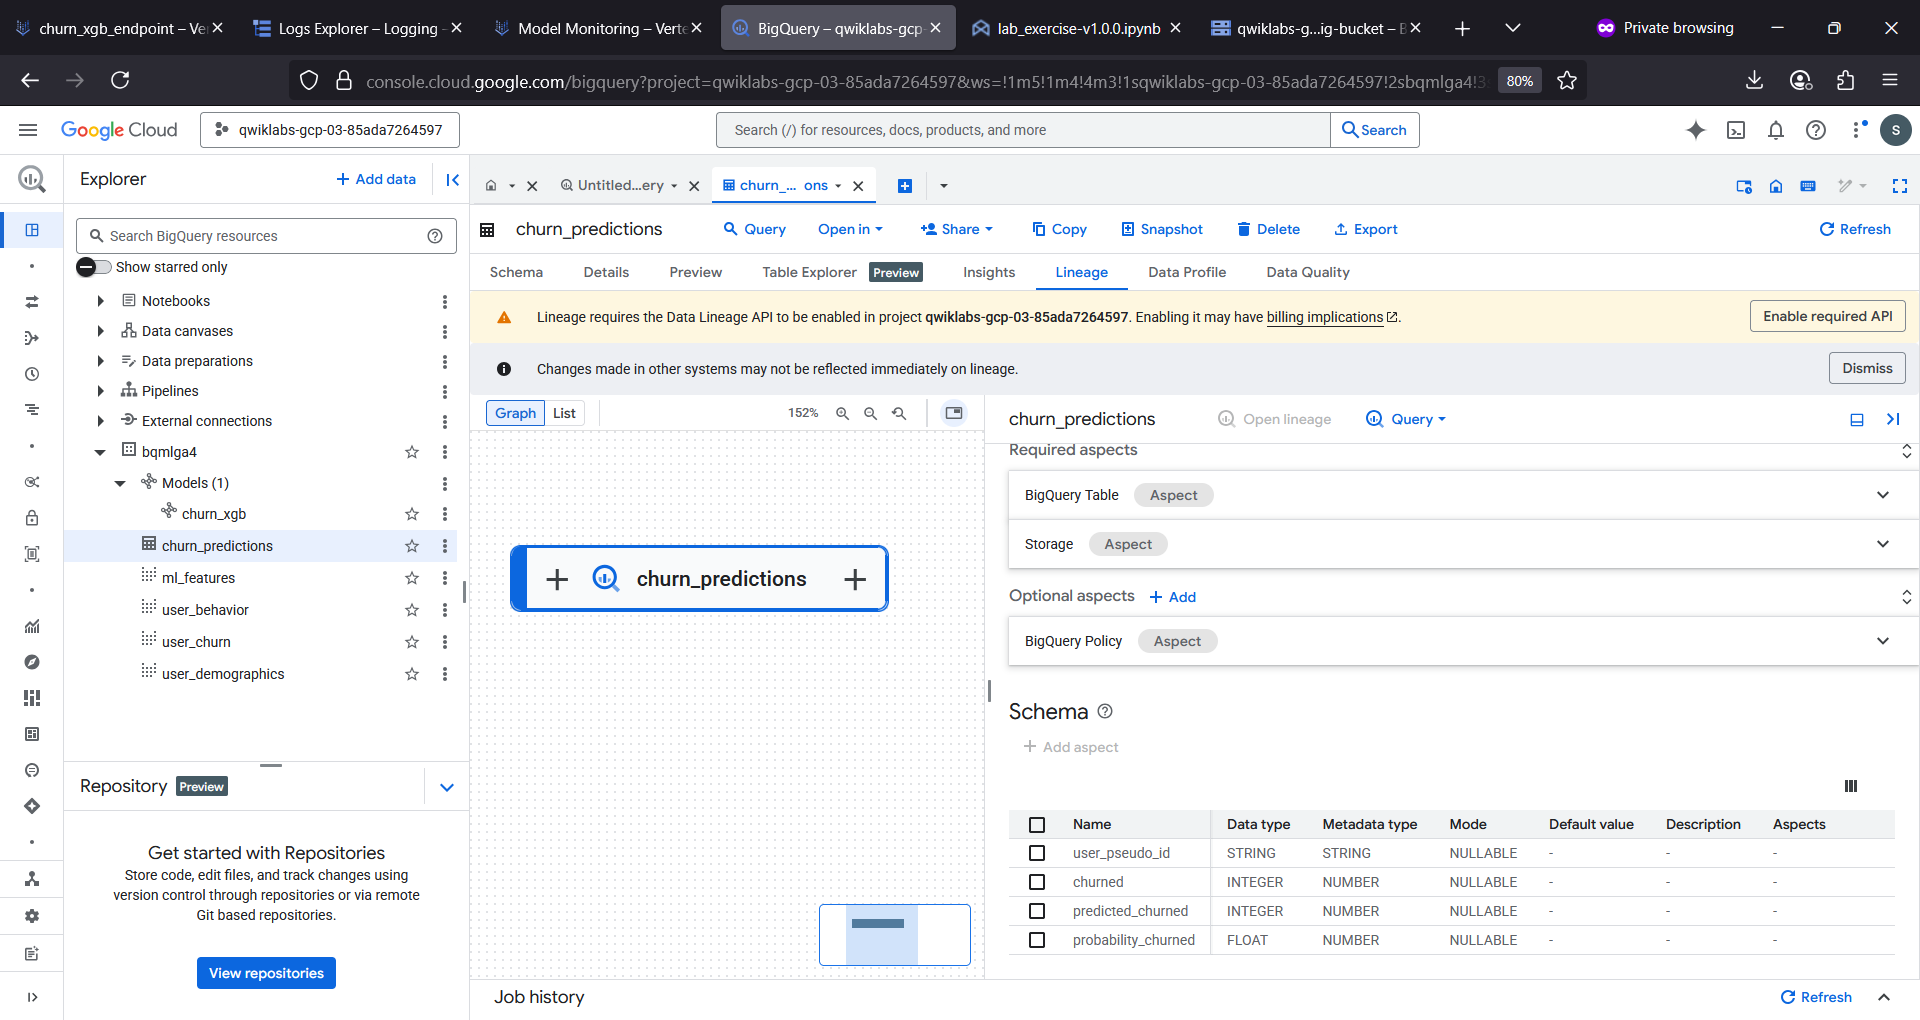 churn_xgb_endpoint – Ve
Logs Explorer – Logging
Model Monitoring – Verte
BigQuery – qwiklabs-gcp-
lab_exercise-v1.0.0.ipynb
qwiklabs-g...ig-bucket – B
Private browsing
console.cloud.google.com/bigquery?project=qwiklabs-gcp-03-85ada7264597&ws=!1m5!1m4!4m3!1sqwiklabs-gcp-03-85ada7264597!2sbqmlga4!3
80%
Google Cloud
qwiklabs-gcp-03-85ada7264597
Search (/) for resources, docs, products, and more
Search
S
Explorer
Add data
Untitled...ery
churn_... ons
Search BigQuery resources
Show starred only
churn_predictions
Query
Open in
Share
Copy
Snapshot
Delete
Export
Refresh
Schema
Details
Preview
Table Explorer
Preview
Insights
Lineage
Data Profile
Data Quality
Notebooks
Data canvases
Data preparations
Pipelines
External connections
bqmlga4
Models (1)
churn_xgb
churn_predictions
ml_features
user_behavior
user_churn
user_demographics
Lineage requires the Data Lineage API to be enabled in project qwiklabs-gcp-03-85ada7264597. Enabling it may have billing implications.
Enable required API
Changes made in other systems may not be reflected immediately on lineage.
Dismiss
Graph
List
152%
churn_predictions
churn_predictions
Open lineage
Query
Required aspects
BigQuery Table
Aspect
Storage
Aspect
Optional aspects
Add
BigQuery Policy
Aspect
Schema
Add aspect
Name Data type Metadata type Mode Default value Description Aspects
user_pseudo_id STRING STRING NULLABLE - - -
churned INTEGER NUMBER NULLABLE - - -
predicted_churned INTEGER NUMBER NULLABLE - - -
probability_churned FLOAT NUMBER NULLABLE - - -
Repository
Preview
Get started with Repositories
Store code, edit files, and track changes using
version control through repositories or via remote
Git based repositories.
View repositories
Job history
Refresh